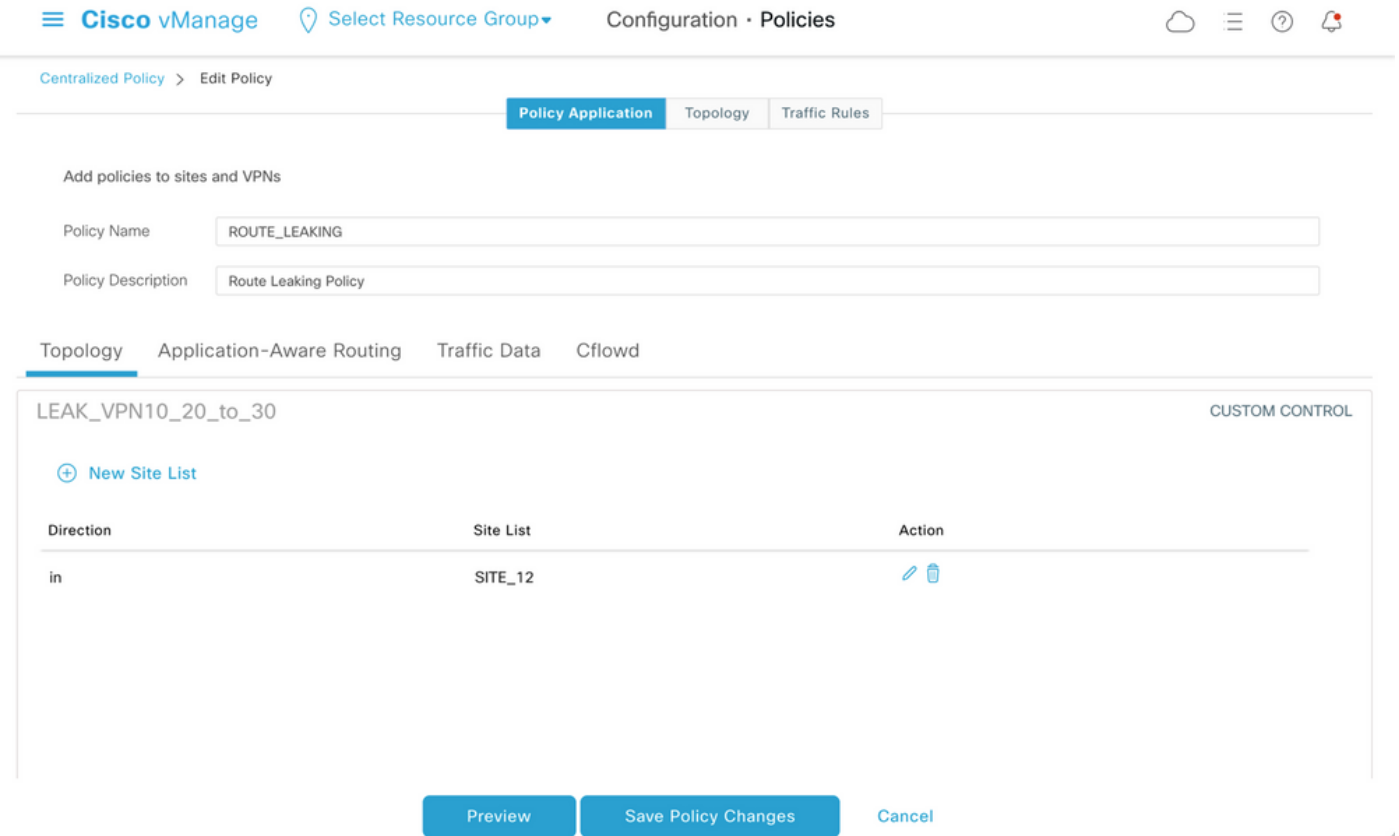 Cisco vManage Select Resource Group Configuration · Policies
Centralized Policy > Edit Policy
Policy Application Topology Traffic Rules
Add policies to sites and VPNs
Policy Name ROUTE_LEAKING
Policy Description Route Leaking Policy
Topology Application-Aware Routing Traffic Data Cflowd
LEAK_VPN10_20_to_30 CUSTOM CONTROL
New Site List
Direction Site List Action
in SITE_12
Preview Save Policy Changes Cancel